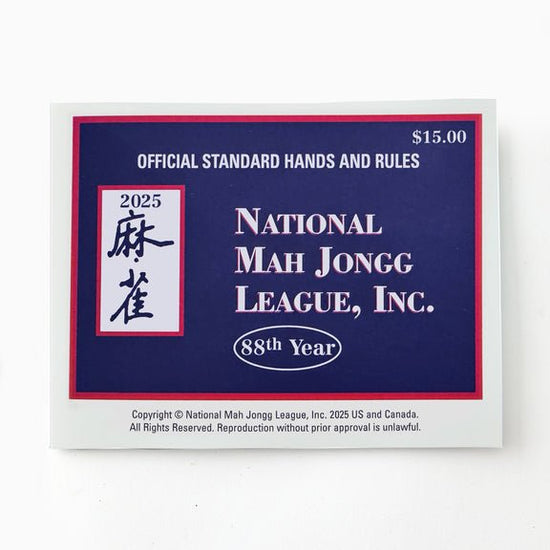 $15.00
OFFICIAL STANDARD HANDS AND RULES
2025
麻
雀
NATIONAL
MAH JONGG
LEAGUE, INC.
88th Year
Copyright © National Mah Jongg League, Inc. 2025 US and Canada.
All Rights Reserved. Reproduction without prior approval is unlawful.